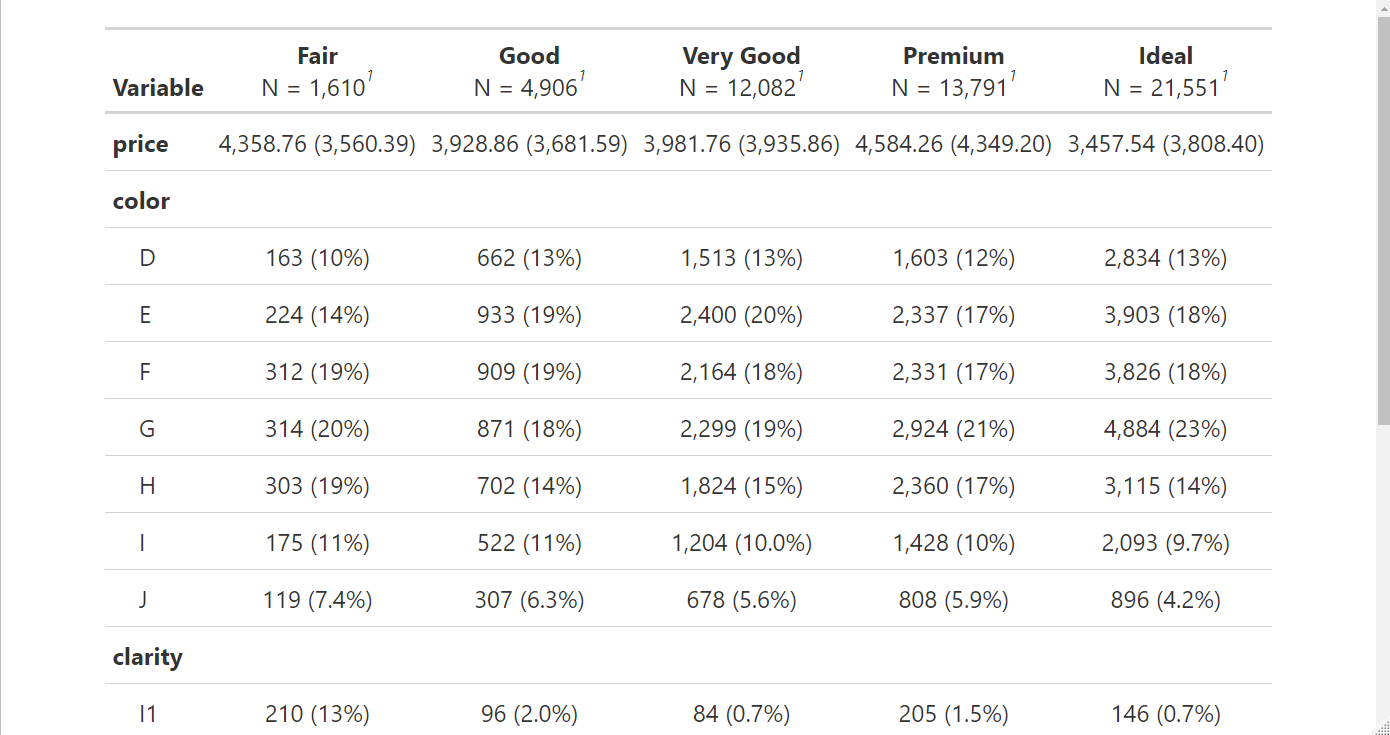 Variable Fair N = 1,610¹ Good N = 4,906¹ Very Good N = 12,082¹ Premium N = 13,791¹ Ideal N = 21,551¹
price 4,358.76 (3,560.39) 3,928.86 (3,681.59) 3,981.76 (3,935.86) 4,584.26 (4,349.20) 3,457.54 (3,808.40)
color
D 163 (10%) 662 (13%) 1,513 (13%) 1,603 (12%) 2,834 (13%)
E 224 (14%) 933 (19%) 2,400 (20%) 2,337 (17%) 3,903 (18%)
F 312 (19%) 909 (19%) 2,164 (18%) 2,331 (17%) 3,826 (18%)
G 314 (20%) 871 (18%) 2,299 (19%) 2,924 (21%) 4,884 (23%)
H 303 (19%) 702 (14%) 1,824 (15%) 2,360 (17%) 3,115 (14%)
I 175 (11%) 522 (11%) 1,204 (10.0%) 1,428 (10%) 2,093 (9.7%)
J 119 (7.4%) 307 (6.3%) 678 (5.6%) 808 (5.9%) 896 (4.2%)
clarity
I1 210 (13%) 96 (2.0%) 84 (0.7%) 205 (1.5%) 146 (0.7%)